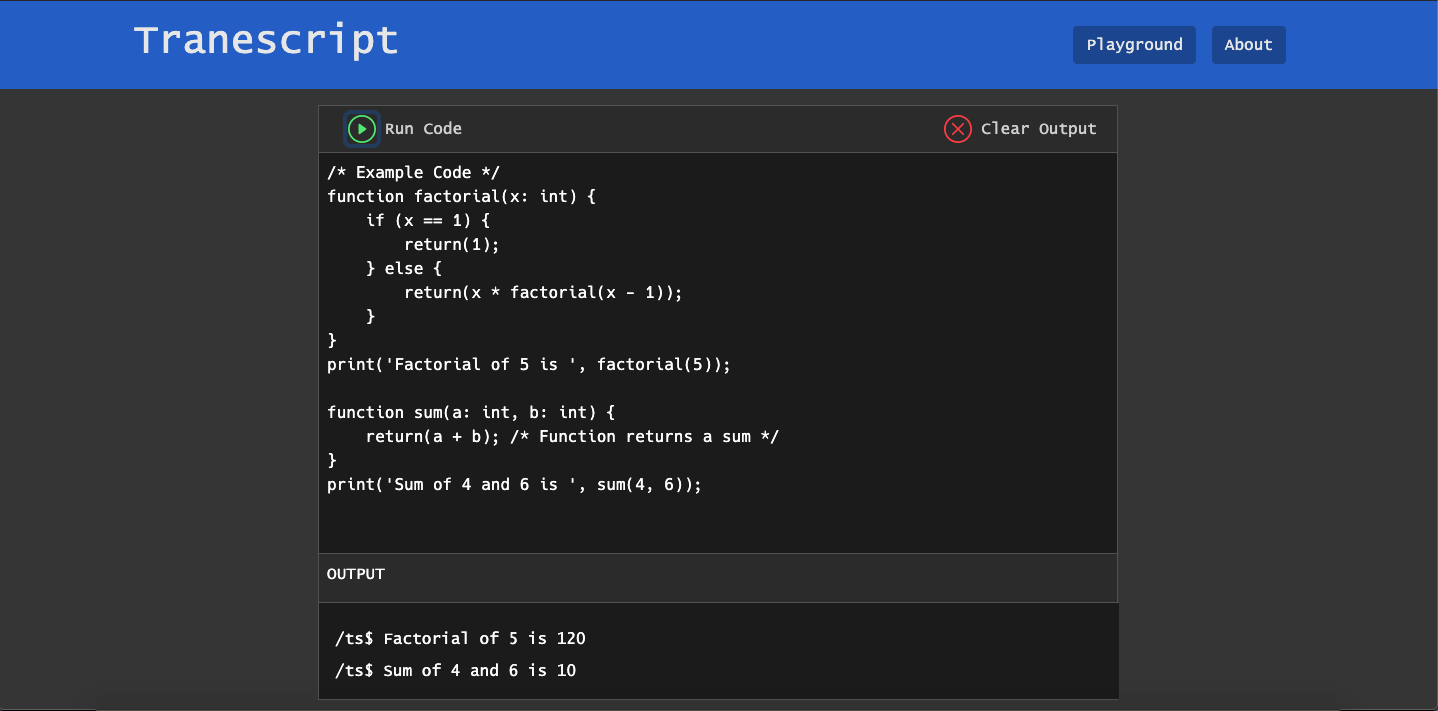 Tranescript
Playground
About
Run Code
Clear Output
/* Example Code */
function factorial(x: int) {
    if (x == 1) {
        return(1);
    } else {
        return(x * factorial(x - 1));
    }
}
print('Factorial of 5 is ', factorial(5));

function sum(a: int, b: int) {
    return(a + b); /* Function returns a sum */
}
print('Sum of 4 and 6 is ', sum(4, 6));
OUTPUT
/ts$ Factorial of 5 is 120
/ts$ Sum of 4 and 6 is 10